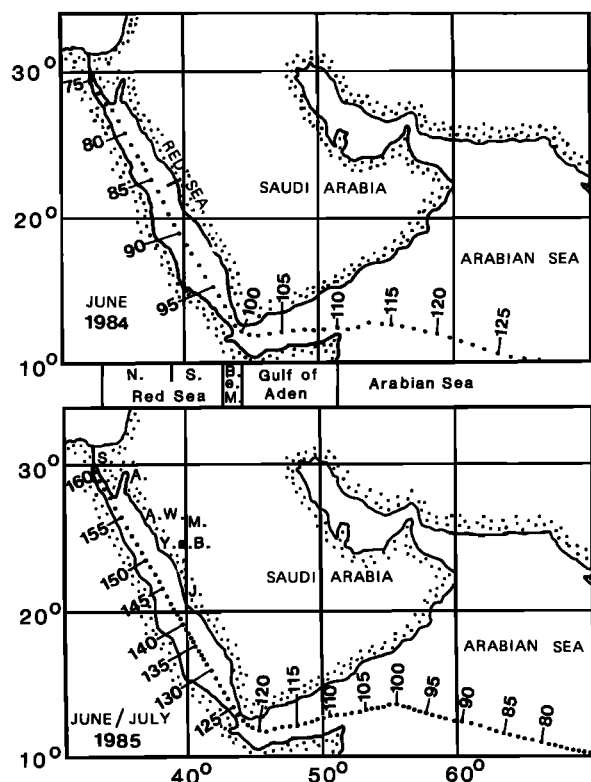 30°
75
80
RED SEA
85
SAUDI ARABIA
20°
90
ARABIAN SEA
95
100
105
110
115
120
125
JUNE
1984
10°
N. S. B. e M. Gulf of Aden Arabian Sea
Red Sea
30°
S.
A.
160
155
A.W. M.
Y. B.
150
145
J.
SAUDI ARABIA
20°
140
ARABIAN SEA
135
130
125
120
115
110
105
100
95
90
85
80
JUNE/JULY
1985
10°
40° 50° 60°